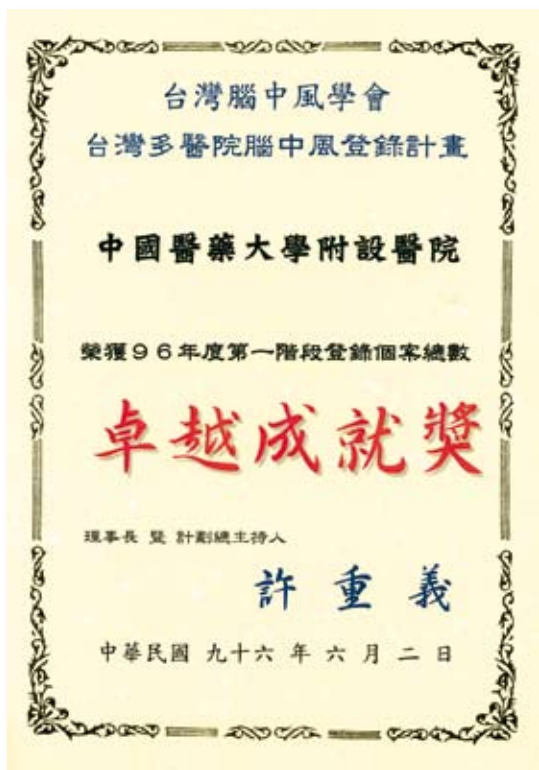 台灣腦中風學會
台灣多醫院腦中風登錄計畫
中國醫藥大學附設醫院
榮獲96年度第一階段登錄個案總數
卓越成就獎
理事長 暨 計劃總主持人
許重義
中華民國 九十六 年 六 月 二 日